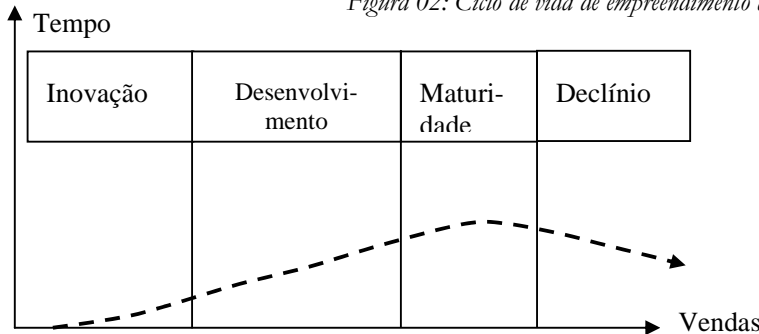 Figura 02: Ciclo de vida de empreendimento
Tempo
Inovação
Desenvolvi-
mento
Maturi-
dade
Declínio
Vendas